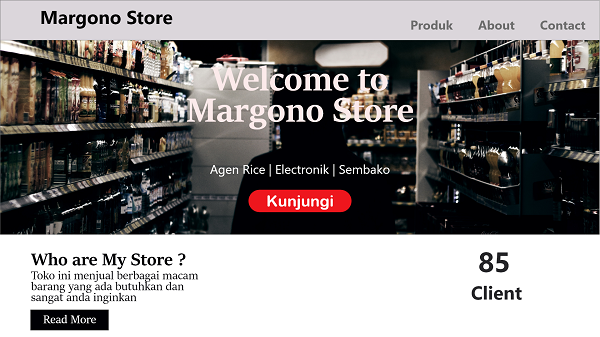 Margono Store
Produk About Contact
Welcome to
Margono Store
Agen Rice | Electronik | Sembako
Kunjungi
Who are My Store ?
Toko ini menjual berbagai macam
barang yang ada butuhkan dan
sangat anda inginkan
Read More
85
Client